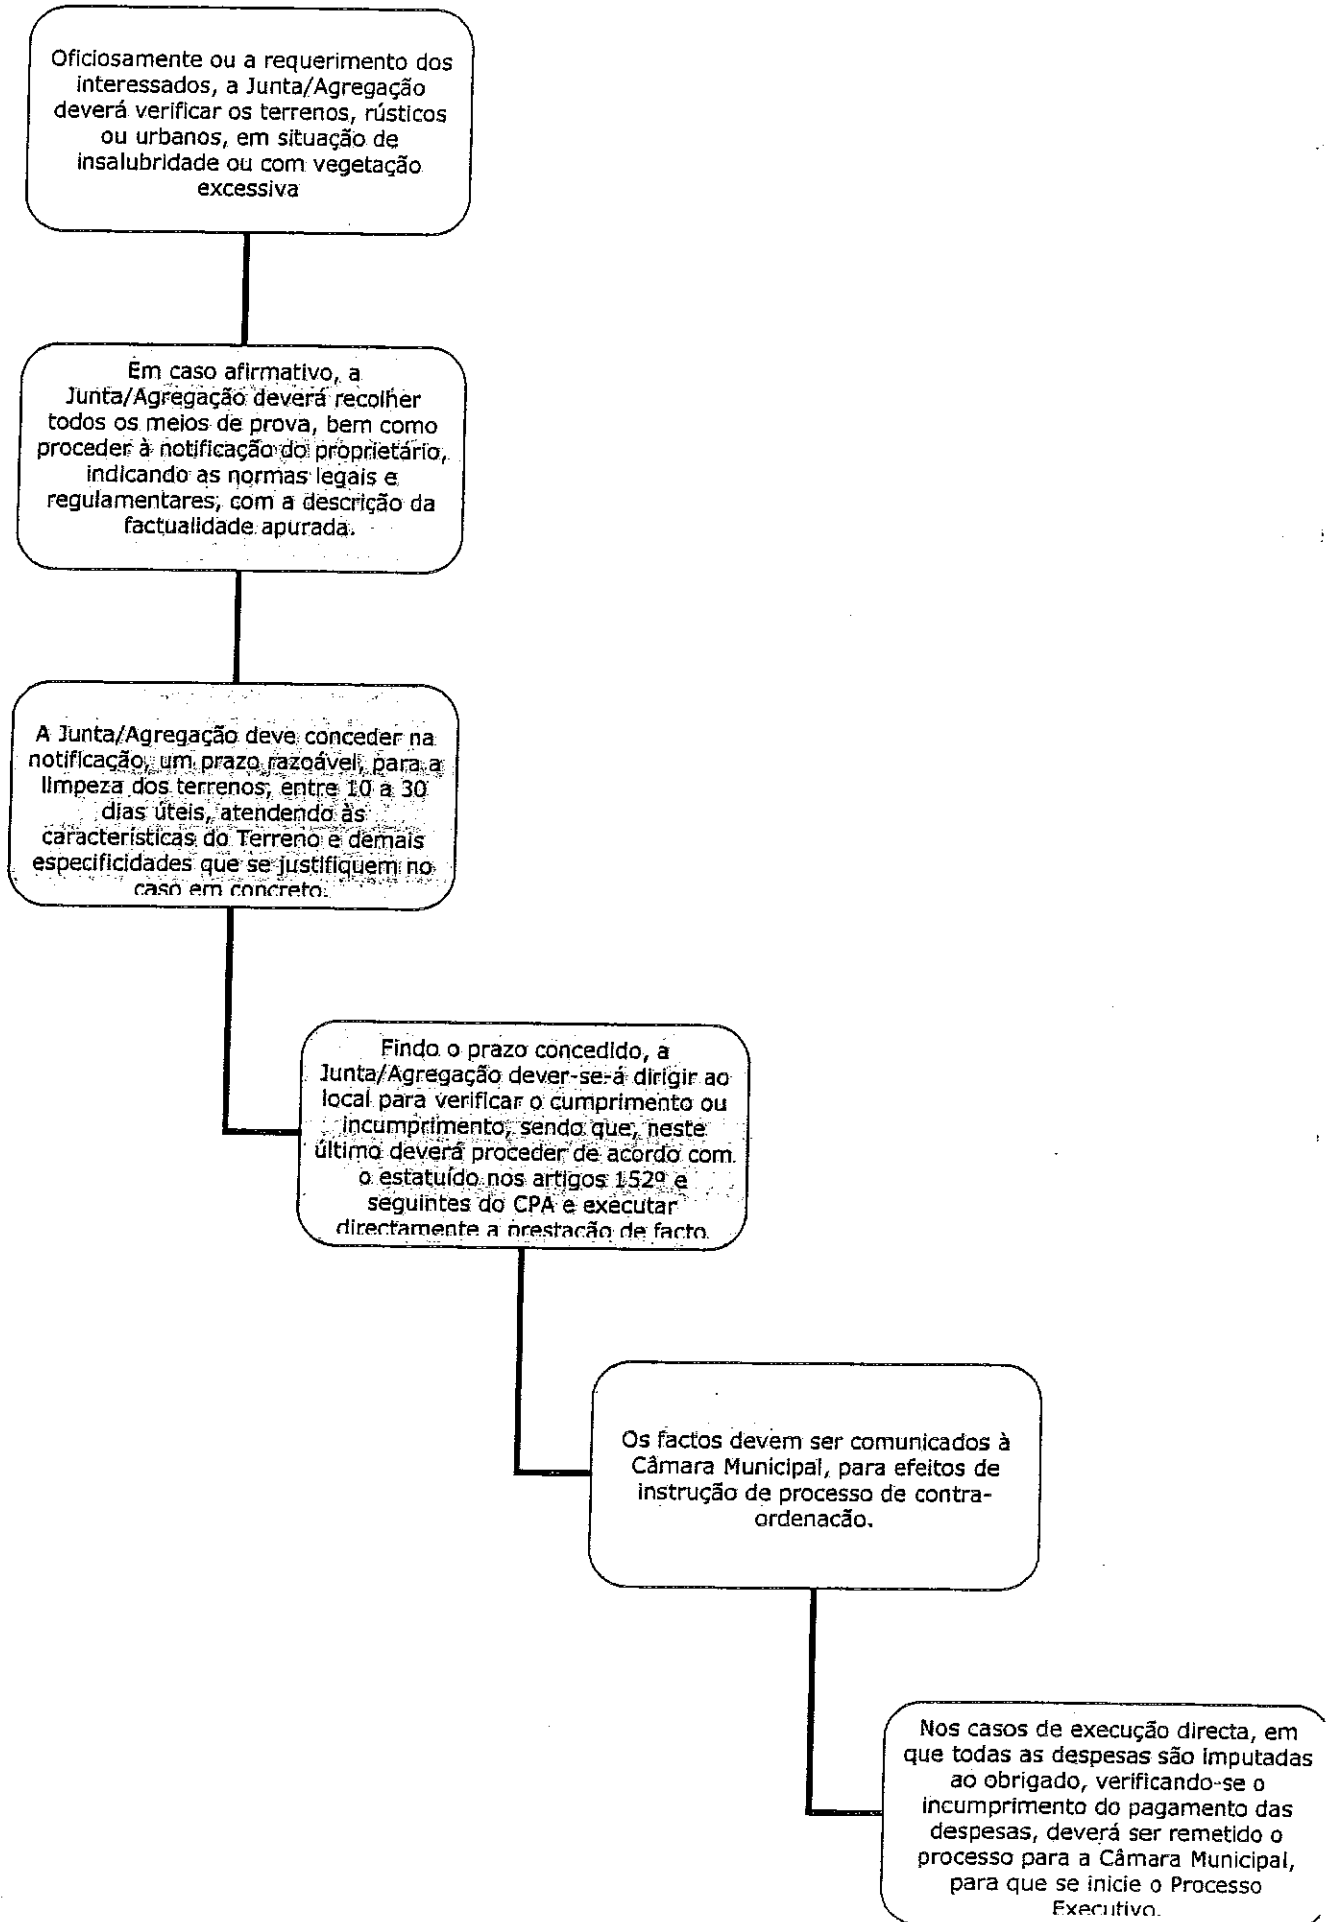 Oficiosamente ou a requerimento dos
interessados, a Junta/Agregação
deverá verificar os terrenos, rústicos
ou urbanos, em situação de
insalubridade ou com vegetação
excessiva
Em caso afirmativo, a
Junta/Agregação deverá recolher
todos os meios de prova, bem como
proceder à notificação do proprietário,
indicando as normas legais e
regulamentares, com a descrição da
factualidade apurada.
A Junta/Agregação deve conceder na
notificação, um prazo razoável, para a
limpeza dos terrenos, entre 10 a 30
dias úteis, atendendo às
características do Terreno e demais
especificidades que se justifiquem no
caso em concreto.
Findo o prazo concedido, a
Junta/Agregação dever-se-á dirigir ao
local para verificar o cumprimento ou
incumprimento, sendo que, neste
último deverá proceder de acordo com
o estatuído nos artigos 152º e
seguintes do CPA e executar
directamente a prestação de facto.
Os factos devem ser comunicados à
Câmara Municipal, para efeitos de
instrução de processo de contra-
ordenação.
Nos casos de execução directa, em
que todas as despesas são imputadas
ao obrigado, verificando-se o
incumprimento do pagamento das
despesas, deverá ser remetido o
processo para a Câmara Municipal,
para que se inicie o Processo
Executivo.